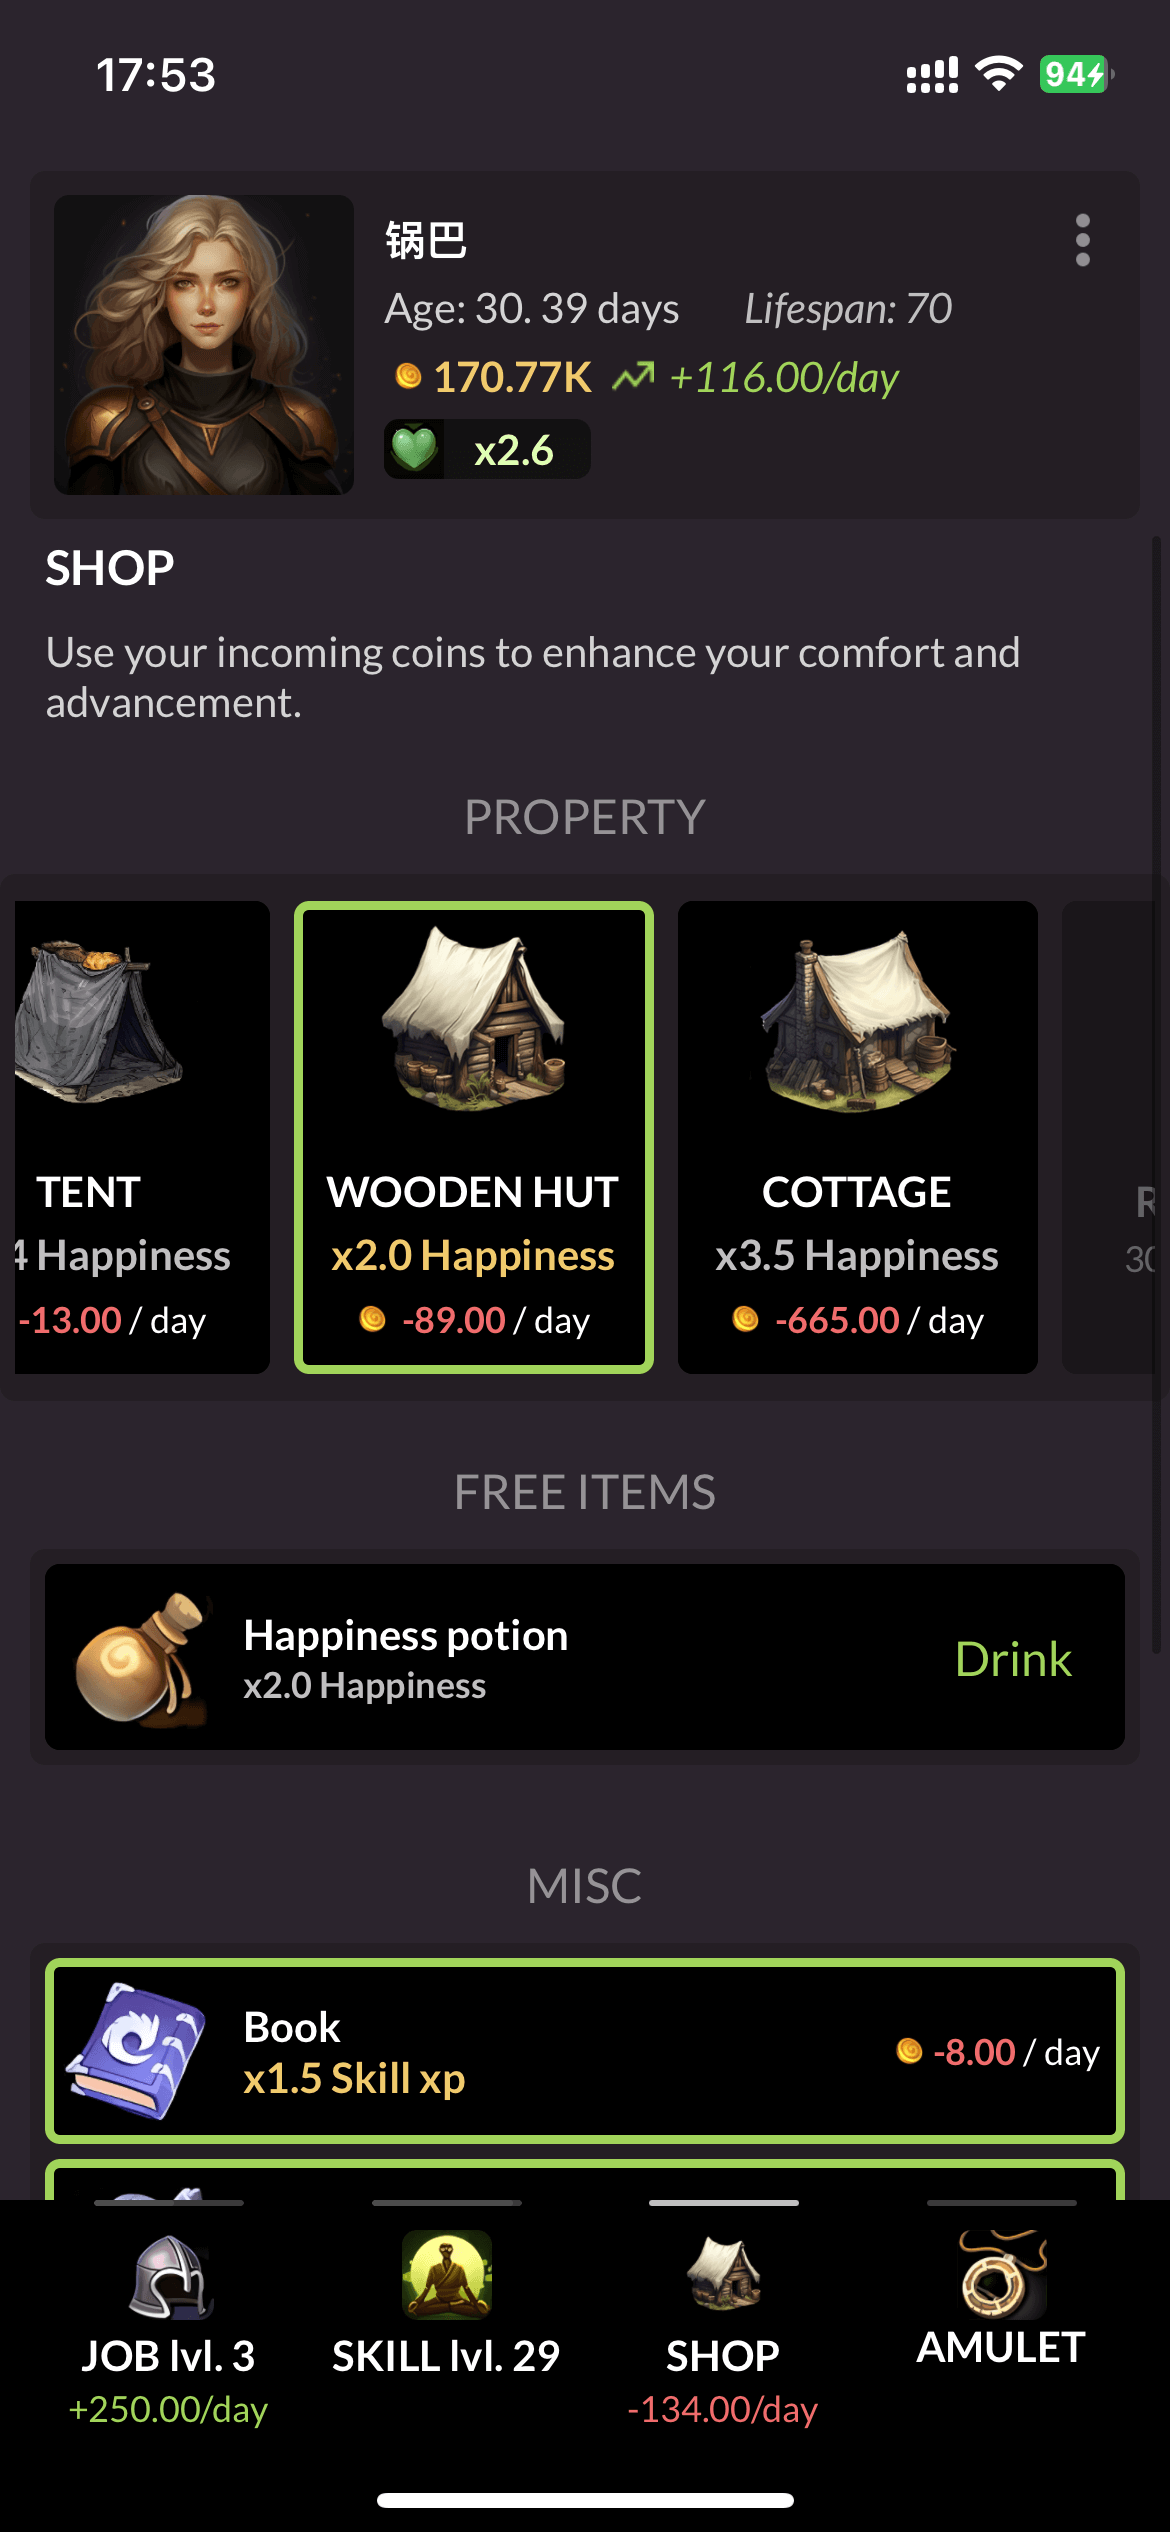 17:53
94
锅巴
Age: 30. 39 days Lifespan: 70
170.77K +116.00/day
x2.6
SHOP
Use your incoming coins to enhance your comfort and
advancement.
PROPERTY
TENT
4 Happiness
-13.00 / day
WOODEN HUT
x2.0 Happiness
-89.00 / day
COTTAGE
x3.5 Happiness
-665.00 / day
R
30
FREE ITEMS
Happiness potion
x2.0 Happiness
Drink
MISC
Book
x1.5 Skill xp
-8.00 / day
JOB lvl. 3
+250.00/day
SKILL lvl. 29
SHOP
-134.00/day
AMULET